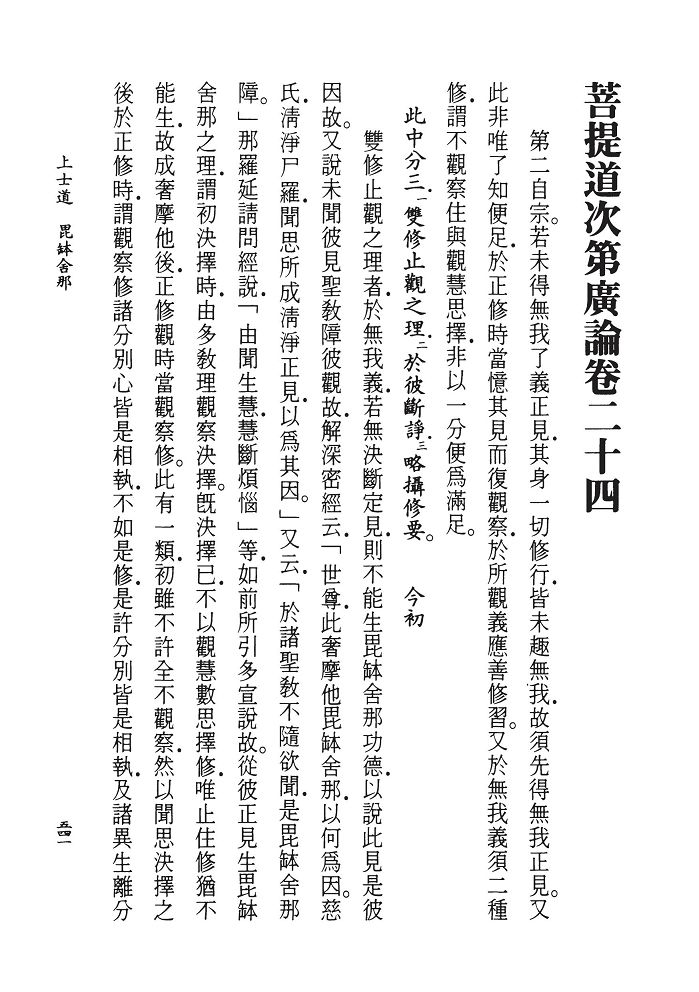 菩提道次第廣論卷二十四
第二自宗。若未得無我了義正見，其身一切修行，皆未趣無我，故須先得無我正見。又
此非唯了知便足，於正修時當憶其見而復觀察，於所觀義應善修習。又於無我義須二種
修，謂不觀察住與觀慧思擇，非以一分便爲滿足。
此中分三，一雙修止觀之理，二於彼斷諍，三略攝修要。　今初
雙修止觀之理者，於無我義，若無決斷定見，則不能生毘缽舍那功德，以說此見是彼
因故。又說未聞彼見聖教障彼觀故，解深密經云，「世尊，此奢摩他毘缽舍那，以何爲因。慈
氏，淸淨尸羅，聞思所成淸淨正見，以爲其因。」又云，「於諸聖教不隨欲聞，是毘缽舍那
障。」那羅延請問經說，「由聞生慧，慧斷煩惱」等，如前所引多宣說故。從彼正見生毘缽
舍那之理，謂初決擇時，由多教理觀察決擇。旣決擇已，不以觀慧數思擇修，唯止住修猶不
能生，故成奢摩他後，正修觀時當觀察修。此有一類，初雖不許全不觀察，然以聞思決擇之
後於正修時，謂觀察修諸分別心皆是相執，不如是修，是許分別皆是相執，及諸異生離分
上士道　毘缽舍那
五四一